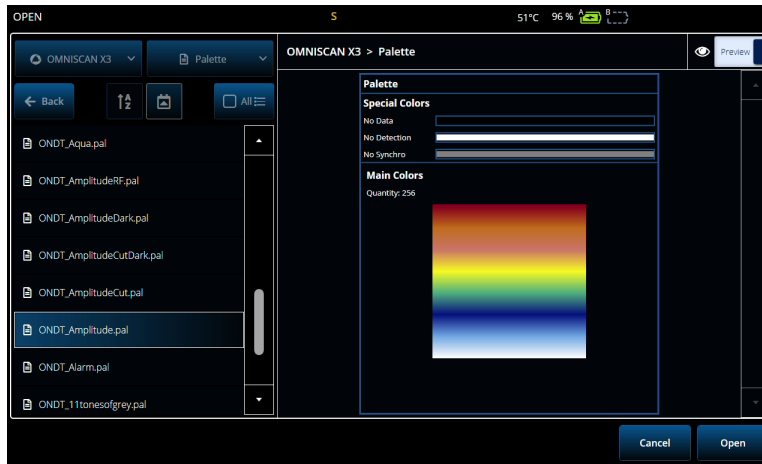 OPEN
S
51°C 96 % A B
OMNISCAN X3
Palette
OMNISCAN X3 > Palette
Preview
Back
A
Z
All
ONDT_Aqua.pal
ONDT_AmplitudeRF.pal
ONDT_AmplitudeDark.pal
ONDT_AmplitudeCutDark.pal
ONDT_AmplitudeCut.pal
ONDT_Amplitude.pal
ONDT_Alarm.pal
ONDT_11tonesofgrey.pal
Palette
Special Colors
No Data
No Detection
No Synchro
Main Colors
Quantity: 256
Cancel
Open